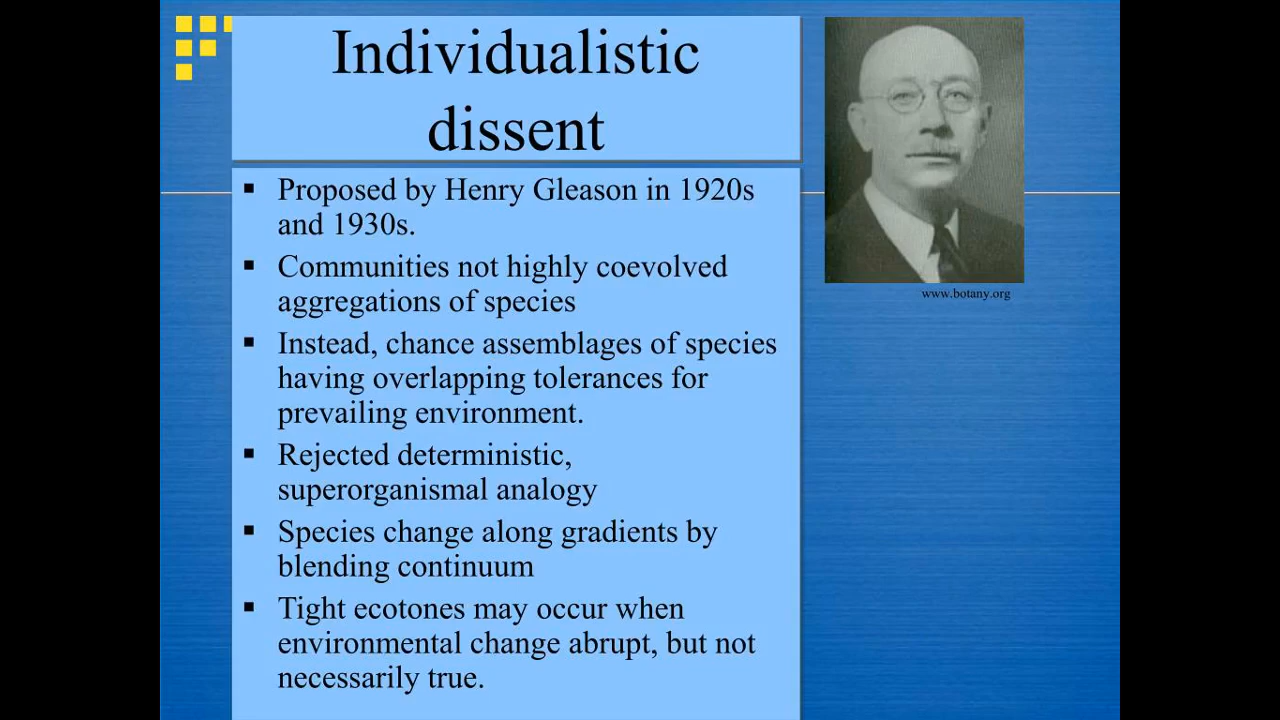 Individualistic
dissent
▪ Proposed by Henry Gleason in 1920s
and 1930s.
▪ Communities not highly coevolved
aggregations of species
▪ Instead, chance assemblages of species
having overlapping tolerances for
prevailing environment.
▪ Rejected deterministic,
superorganismal analogy
▪ Species change along gradients by
blending continuum
▪ Tight ecotones may occur when
environmental change abrupt, but not
necessarily true.
www.botany.org